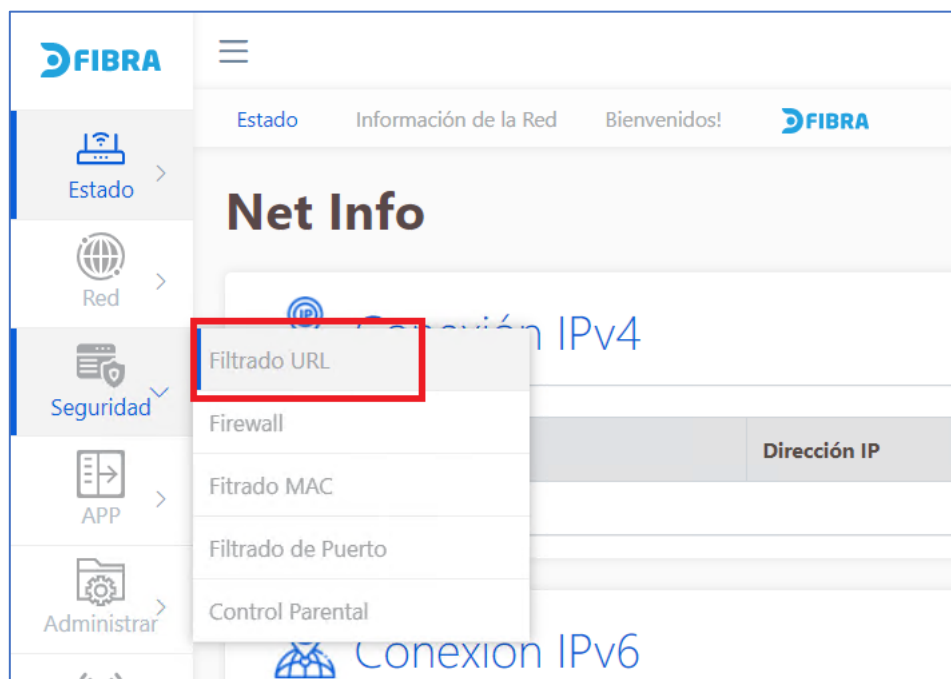 FIBRA
Estado Información de la Red Bienvenidos! FIBRA
Estado
Net Info
Red
Conexión IPv4
Filtrado URL
Seguridad
Firewall
Dirección IP
Fitrado MAC
APP
Filtrado de Puerto
Control Parental
Administrar
Conexión IPv6